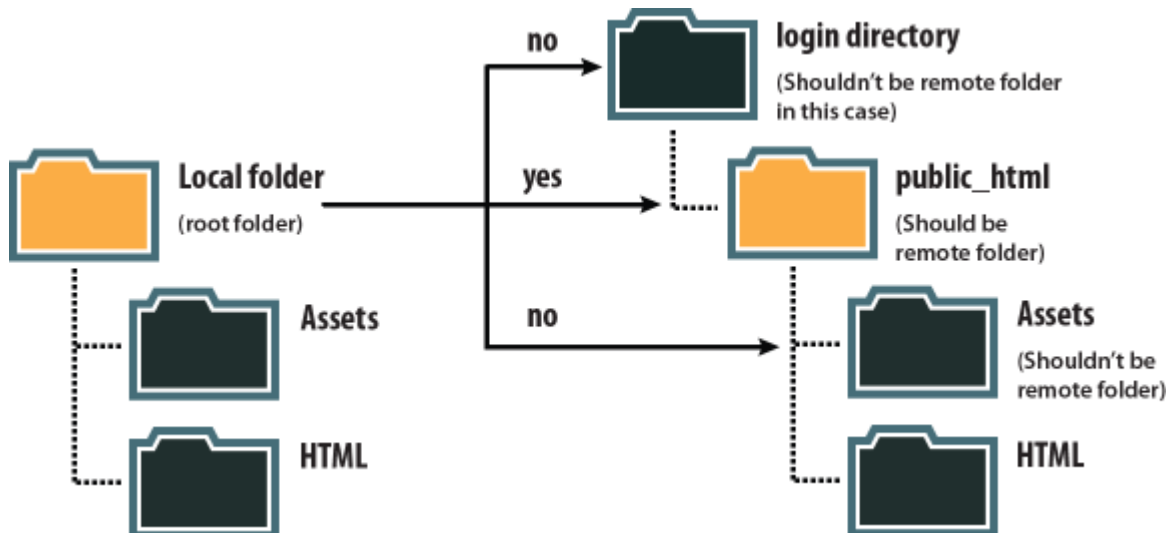 no
login directory
(Shouldn't be remote folder
in this case)
Local folder
(root folder)
yes
public_html
(Should be
remote folder)
Assets
no
Assets
(Shouldn't be
remote folder)
HTML
HTML